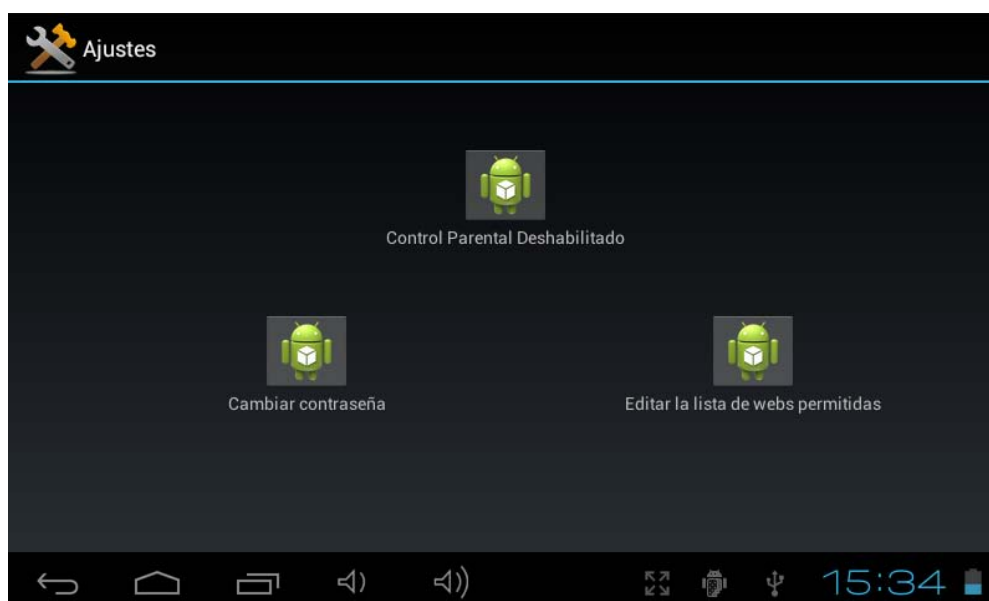 Ajustes
Control Parental Deshabilitado
Cambiar contraseña
Editar la lista de webs permitidas
15:34